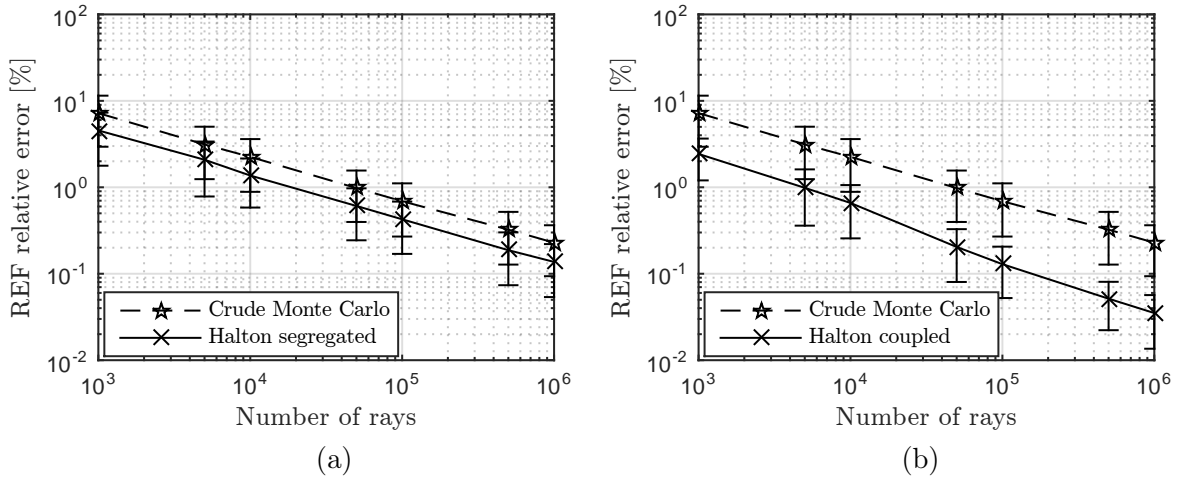 REF relative error [%]
10^2
10^1
10^0
10^-1
10^-2
Crude Monte Carlo
Halton segregated
10^3
10^4
10^5
10^6
Number of rays
(a)
REF relative error [%]
10^2
10^1
10^0
10^-1
10^-2
Crude Monte Carlo
Halton coupled
10^3
10^4
10^5
10^6
Number of rays
(b)